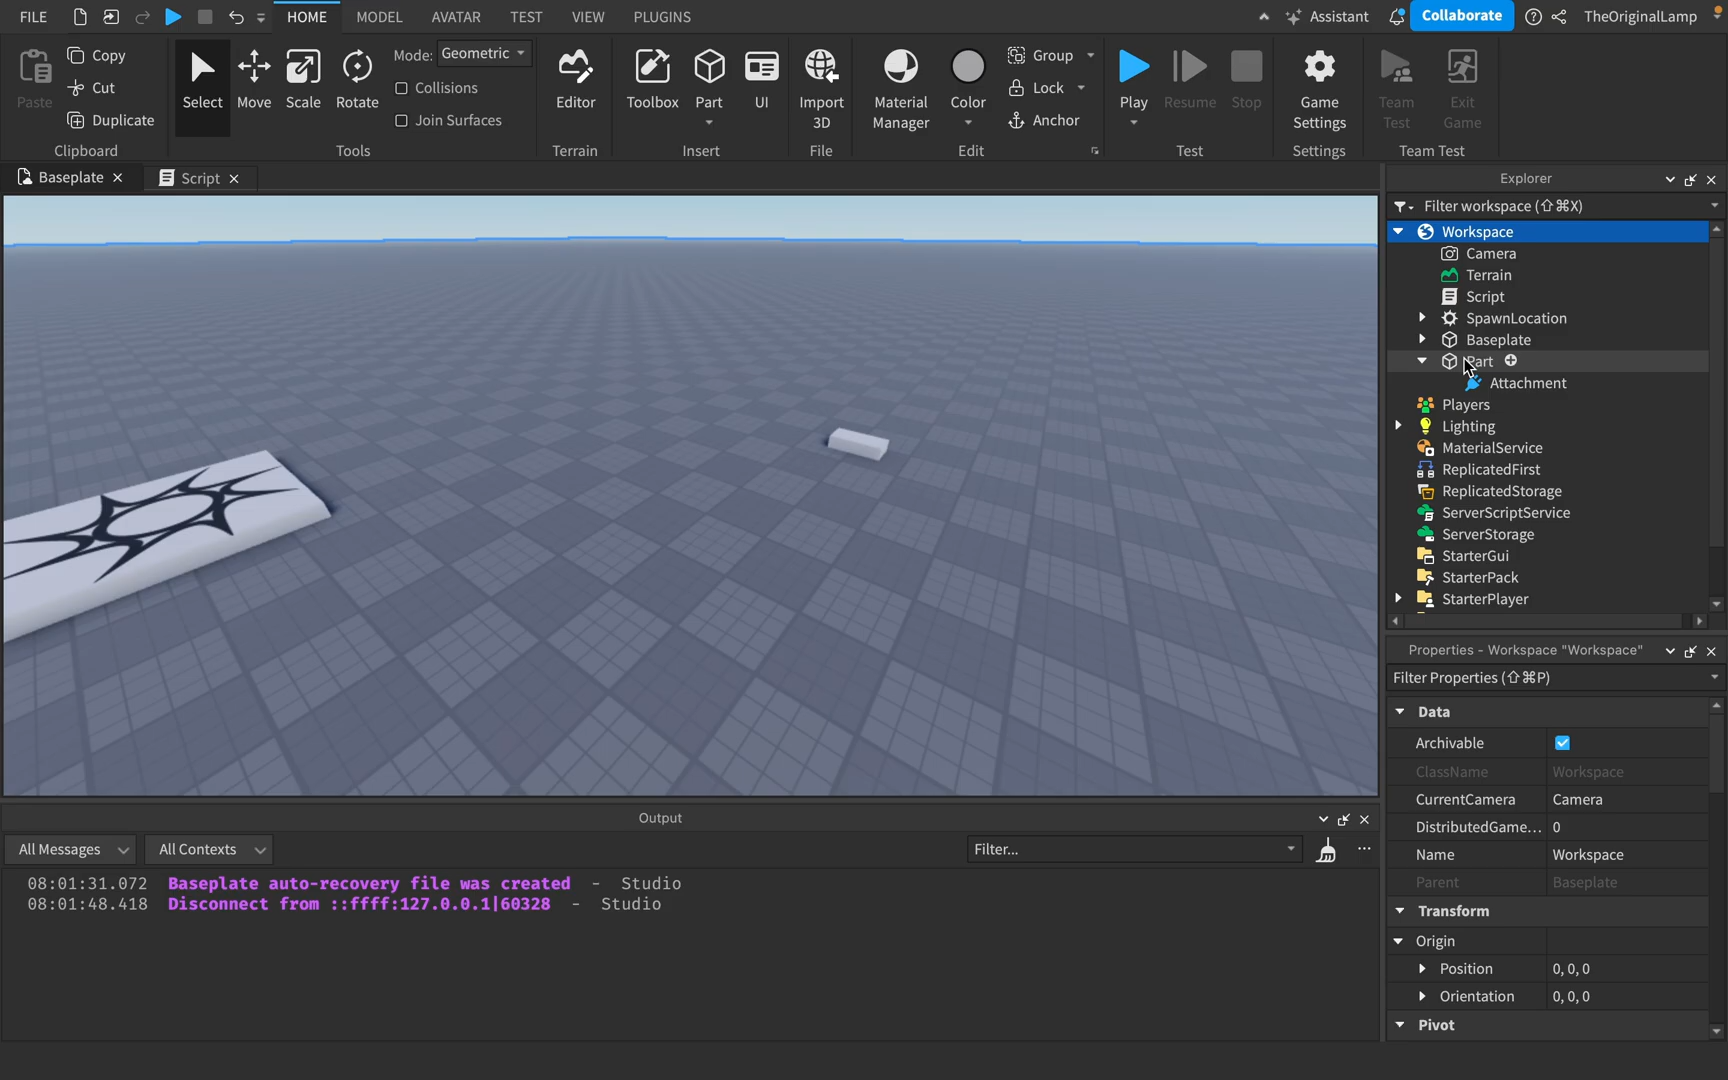 FILE HOME MODEL AVATAR TEST VIEW PLUGINS Assistant Collaborate TheOriginalLamp
Paste Copy Cut Duplicate
Clipboard
Select Move Scale Rotate
Mode: Geometric
Collisions
Join Surfaces
Tools
Editor
Terrain
Toolbox Part UI
Insert
Import 3D
File
Material Manager
Color
Group
Lock
Anchor
Edit
Play Resume Stop
Test
Game Settings
Settings
Team Test
Exit Game
Team Test
Baseplate Script
Explorer
Filter workspace (⇧⌘X)
Workspace
Camera
Terrain
Script
SpawnLocation
Baseplate
Part
Attachment
Players
Lighting
MaterialService
ReplicatedFirst
ReplicatedStorage
ServerScriptService
ServerStorage
StarterGui
StarterPack
StarterPlayer
Properties - Workspace "Workspace"
Filter Properties (⇧⌘P)
Data
Archivable
ClassName Workspace
CurrentCamera Camera
DistributedGame... 0
Name Workspace
Parent Baseplate
Transform
Origin
Position 0, 0, 0
Orientation 0, 0, 0
Pivot
Output
All Messages All Contexts Filter... ...
08:01:31.072 Baseplate auto-recovery file was created - Studio
08:01:48.418 Disconnect from ::ffff:127.0.0.1|60328 - Studio